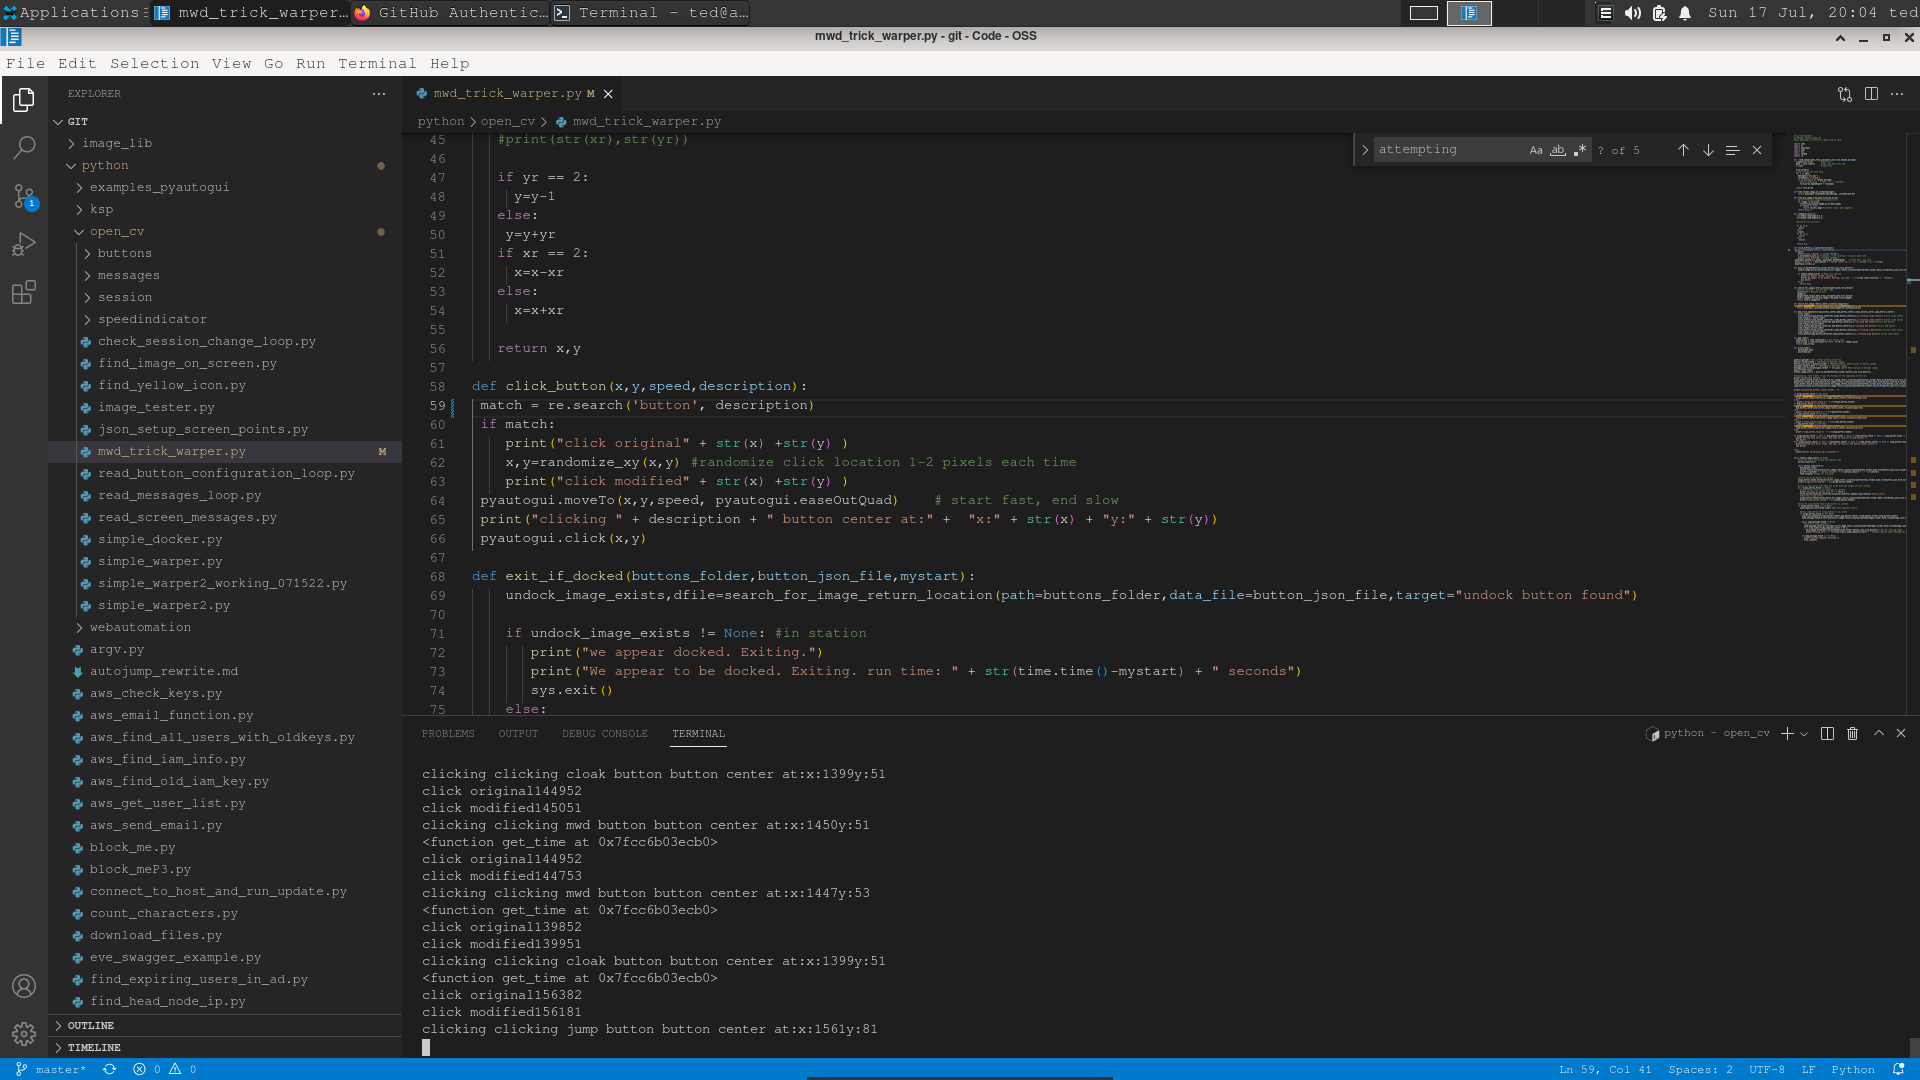 Applications
mwd_trick_warper...
GitHub Authentic...
Terminal - ted@a...
Sun 17 Jul, 20:04 ted
mwd_trick_warper.py - git - Code - OSS
File Edit Selection View Go Run Terminal Help
EXPLORER
GIT
image_lib
python
examples_pyautogui
ksp
open_cv
buttons
messages
session
speedindicator
check_session_change_loop.py
find_image_on_screen.py
find_yellow_icon.py
image_tester.py
json_setup_screen_points.py
mwd_trick_warper.py M
read_button_configuration_loop.py
read_messages_loop.py
read_screen_messages.py
simple_docker.py
simple_warper.py
simple_warper2_working_071522.py
simple_warper2.py
webautomation
argv.py
autojump_rewrite.md
aws_check_keys.py
aws_email_function.py
aws_find_all_users_with_oldkeys.py
aws_find_iam_info.py
aws_find_old_iam_key.py
aws_get_user_list.py
aws_send_email.py
block_me.py
block_meP3.py
connect_to_host_and_run_update.py
count_characters.py
download_files.py
eve_swagger_example.py
find_expiring_users_in_ad.py
find_head_node_ip.py
OUTLINE
TIMELINE
1
mwd_trick_warper.py M
python > open_cv > mwd_trick_warper.py
attempting Aa ab .* ? of 5
45 #print(str(xr),str(yr))
46
47 if yr == 2:
48 y=y-1
49 else:
50 y=y+yr
51 if xr == 2:
52 x=x-xr
53 else:
54 x=x+xr
55
56 return x,y
57
58 def click_button(x,y,speed,description):
59 match = re.search('button', description)
60 if match:
61 print("click original" + str(x) +str(y) )
62 x,y=randomize_xy(x,y) #randomize click location 1-2 pixels each time
63 print("click modified" + str(x) +str(y) )
64 pyautogui.moveTo(x,y,speed, pyautogui.easeOutQuad) # start fast, end slow
65 print("clicking " + description + " button center at:" + "x:" + str(x) + "y:" + str(y))
66 pyautogui.click(x,y)
67
68 def exit_if_docked(buttons_folder,button_json_file,mystart):
69 undock_image_exists,dfile=search_for_image_return_location(path=buttons_folder,data_file=button_json_file,target="undock button found")
70
71 if undock_image_exists != None: #in station
72 print("we appear docked. Exiting.")
73 print("We appear to be docked. Exiting. run time: " + str(time.time()-mystart) + " seconds")
74 sys.exit()
75 else:
PROBLEMS OUTPUT DEBUG CONSOLE TERMINAL
python - open_cv
clicking clicking cloak button button center at:x:1399y:51
click original144952
click modified145051
clicking clicking mwd button button center at:x:1450y:51
<function get_time at 0x7fcc6b03ecb0>
click original144952
click modified144753
clicking clicking mwd button button center at:x:1447y:53
<function get_time at 0x7fcc6b03ecb0>
click original139852
click modified139951
clicking clicking cloak button button center at:x:1399y:51
<function get_time at 0x7fcc6b03ecb0>
click original156382
click modified156181
clicking clicking jump button button center at:x:1561y:81
master* 0 0
Ln 59, Col 41 Spaces: 2 UTF-8 LF Python